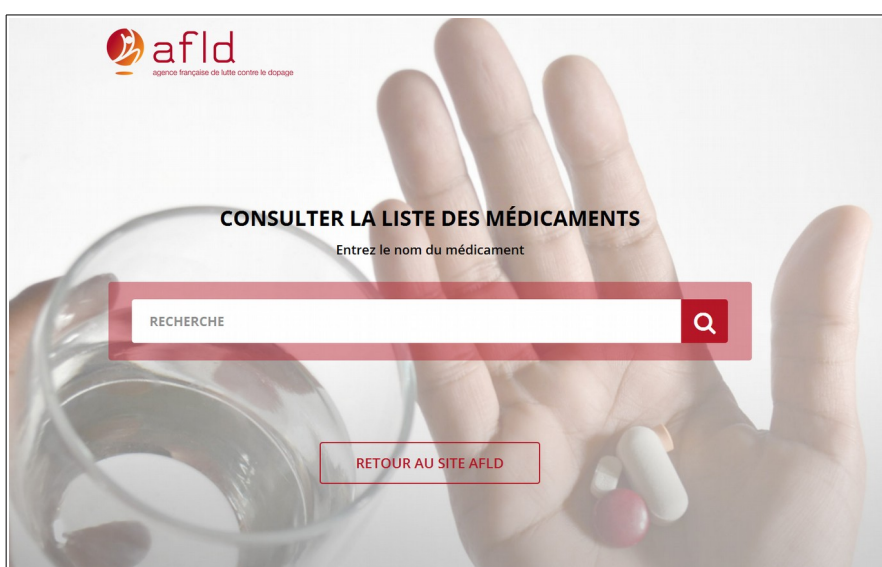 afld
agence française de lutte contre le dopage
CONSULTER LA LISTE DES MÉDICAMENTS
Entrez le nom du médicament
RECHERCHE
RETOUR AU SITE AFLD